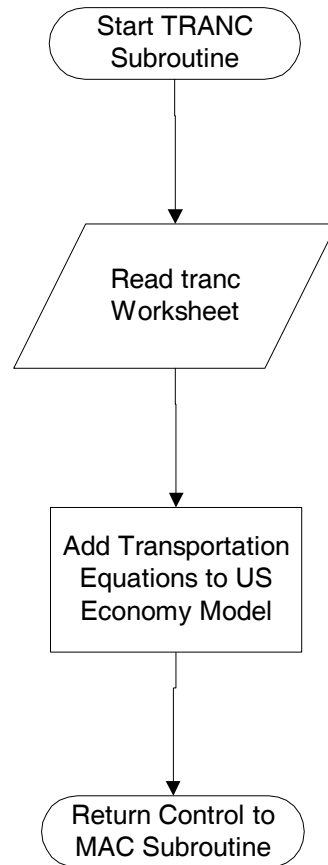 Start TRANC
Subroutine
Read tranc
Worksheet
Add Transportation
Equations to US
Economy Model
Return Control to
MAC Subroutine